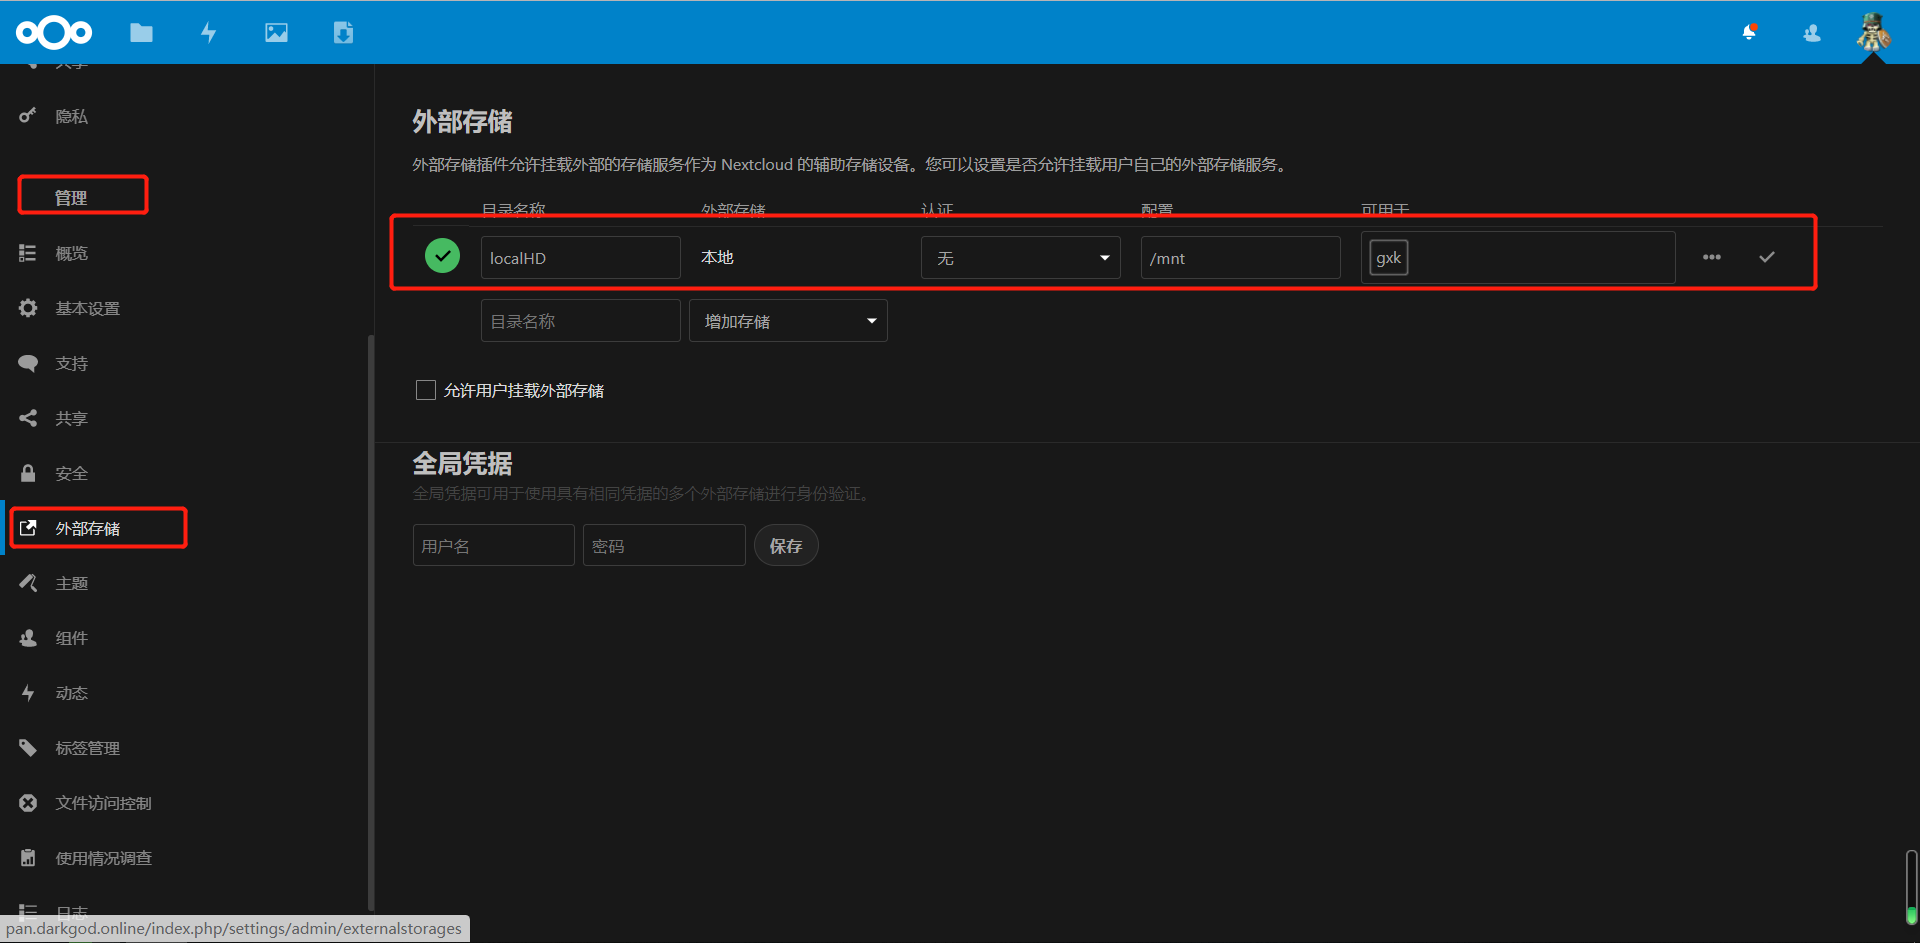 共享
隐私
管理
概览
基本设置
支持
共享
安全
外部存储
主题
组件
动态
标签管理
文件访问控制
使用情况调查
日志
外部存储
外部存储插件允许挂载外部的存储服务作为 Nextcloud 的辅助存储设备。您可以设置是否允许挂载用户自己的外部存储服务。
目录名称 外部存储 认证 配置 可用于
localHD 本地 无 /mnt gxk
目录名称 增加存储
允许用户挂载外部存储
全局凭据
全局凭据可用于使用具有相同凭据的多个外部存储进行身份验证。
用户名 密码 保存
pan.darkgod.online/index.php/settings/admin/externalstorages